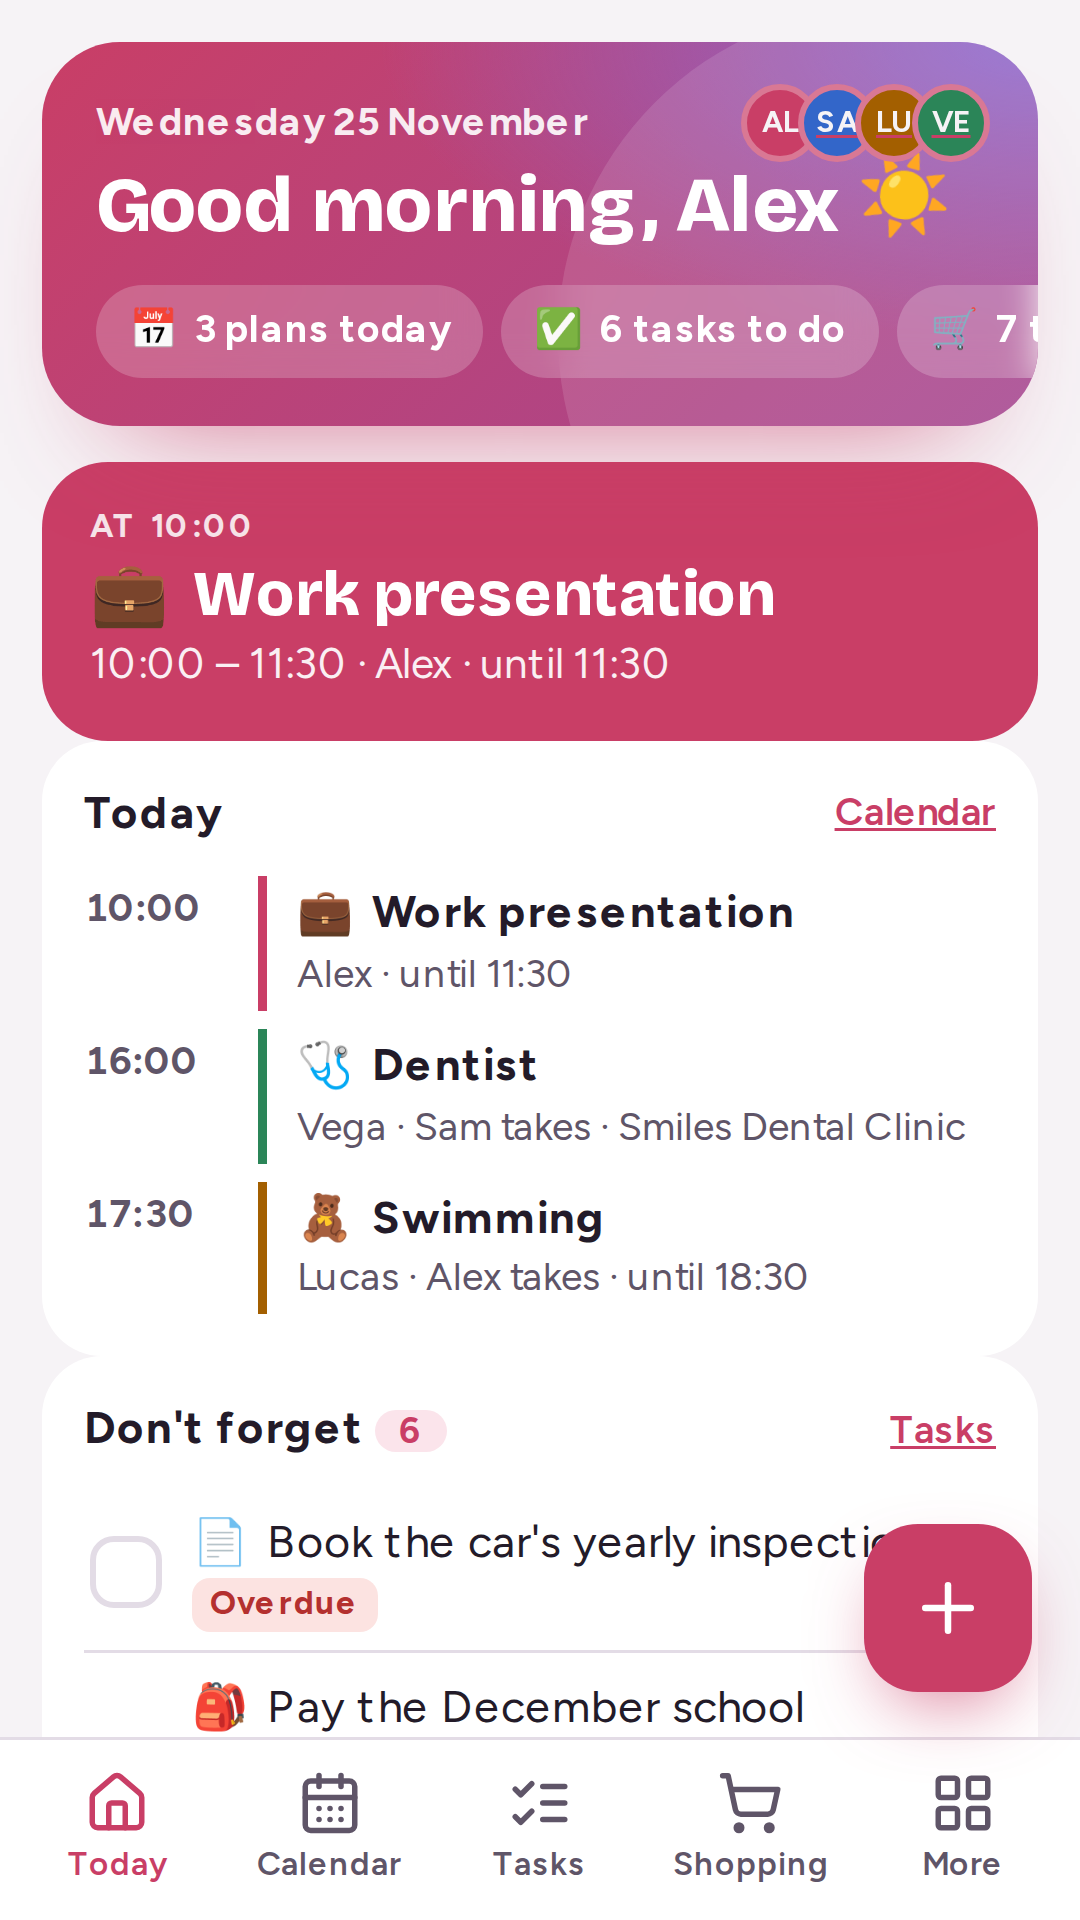 Wednesday 25 November
AL SA LU VE
Good morning, Alex ☀️
📅 3 plans today ✅ 6 tasks to do 🛒 7
AT 10:00
💼 Work presentation
10:00 – 11:30 · Alex · until 11:30
Today Calendar
10:00 💼 Work presentation
Alex · until 11:30
16:00 🩺 Dentist
Vega · Sam takes · Smiles Dental Clinic
17:30 🧸 Swimming
Lucas · Alex takes · until 18:30
Don't forget 6 Tasks
📄 Book the car's yearly
Overdue
🎒 Pay the December school
Today Calendar Tasks Shopping More